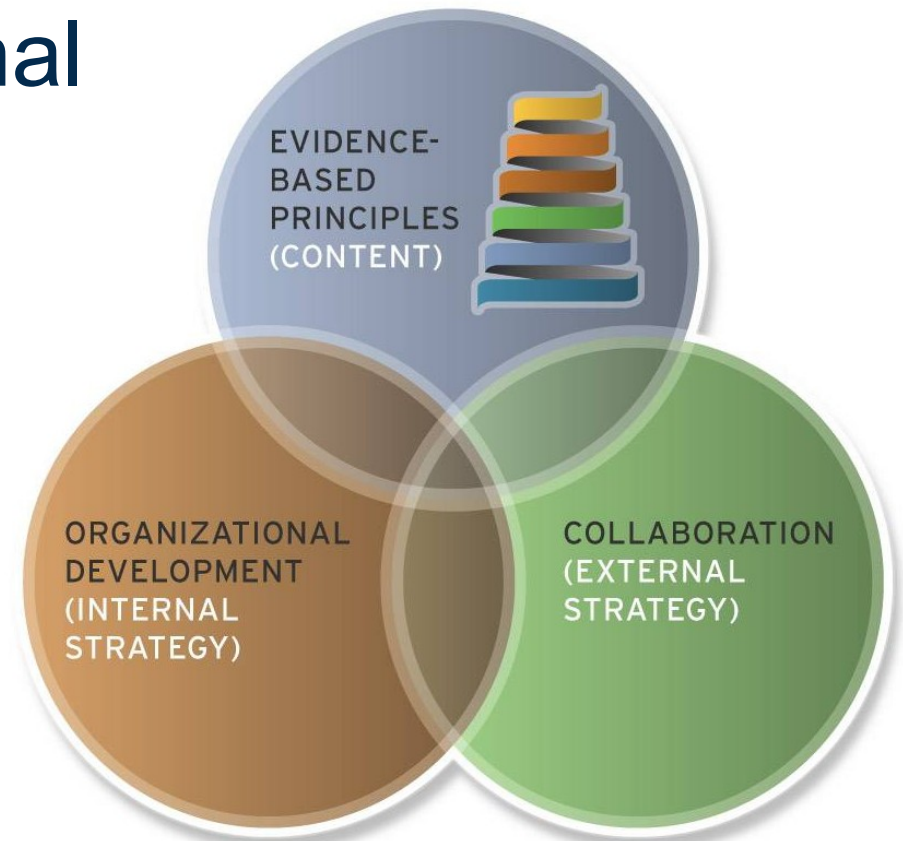 nal
EVIDENCE-
BASED
PRINCIPLES
(CONTENT)
ORGANIZATIONAL
DEVELOPMENT
(INTERNAL
STRATEGY)
COLLABORATION
(EXTERNAL
STRATEGY)